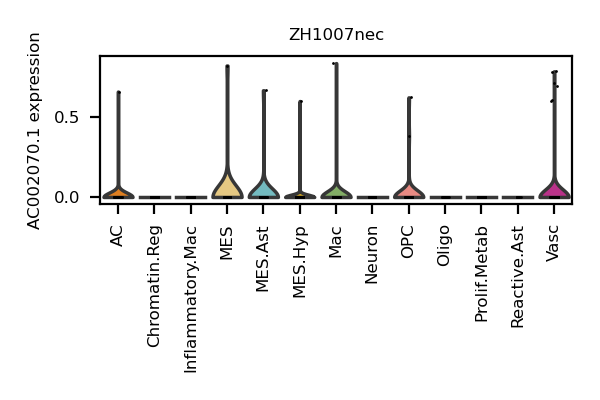 ZH1007nec
AC002070.1 expression
0.5
0.0
AC
Chromatin.Reg
Inflammatory.Mac
MES
MES.Ast
MES.Hyp
Mac
Neuron
OPC
Oligo
Prolif.Metab
Reactive.Ast
Vasc